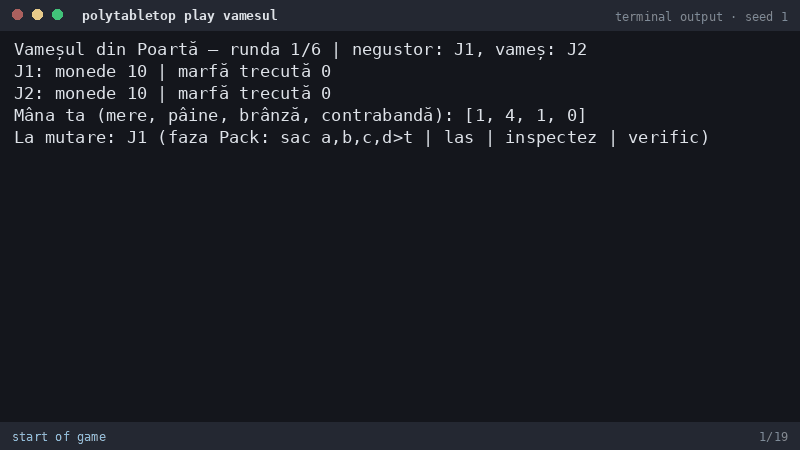 polytabletop play vamesul
terminal output · seed 1
Vameșul din Poartă — runda 1/6 | negustor: J1, vameș: J2
J1: monede 10 | marfă trecută 0
J2: monede 10 | marfă trecută 0
Mâna ta (mere, pâine, brânză, contrabandă): [1, 4, 1, 0]
La mutare: J1 (faza Pack: sac a,b,c,d>t | las | inspectez | verific)
start of game
1/19